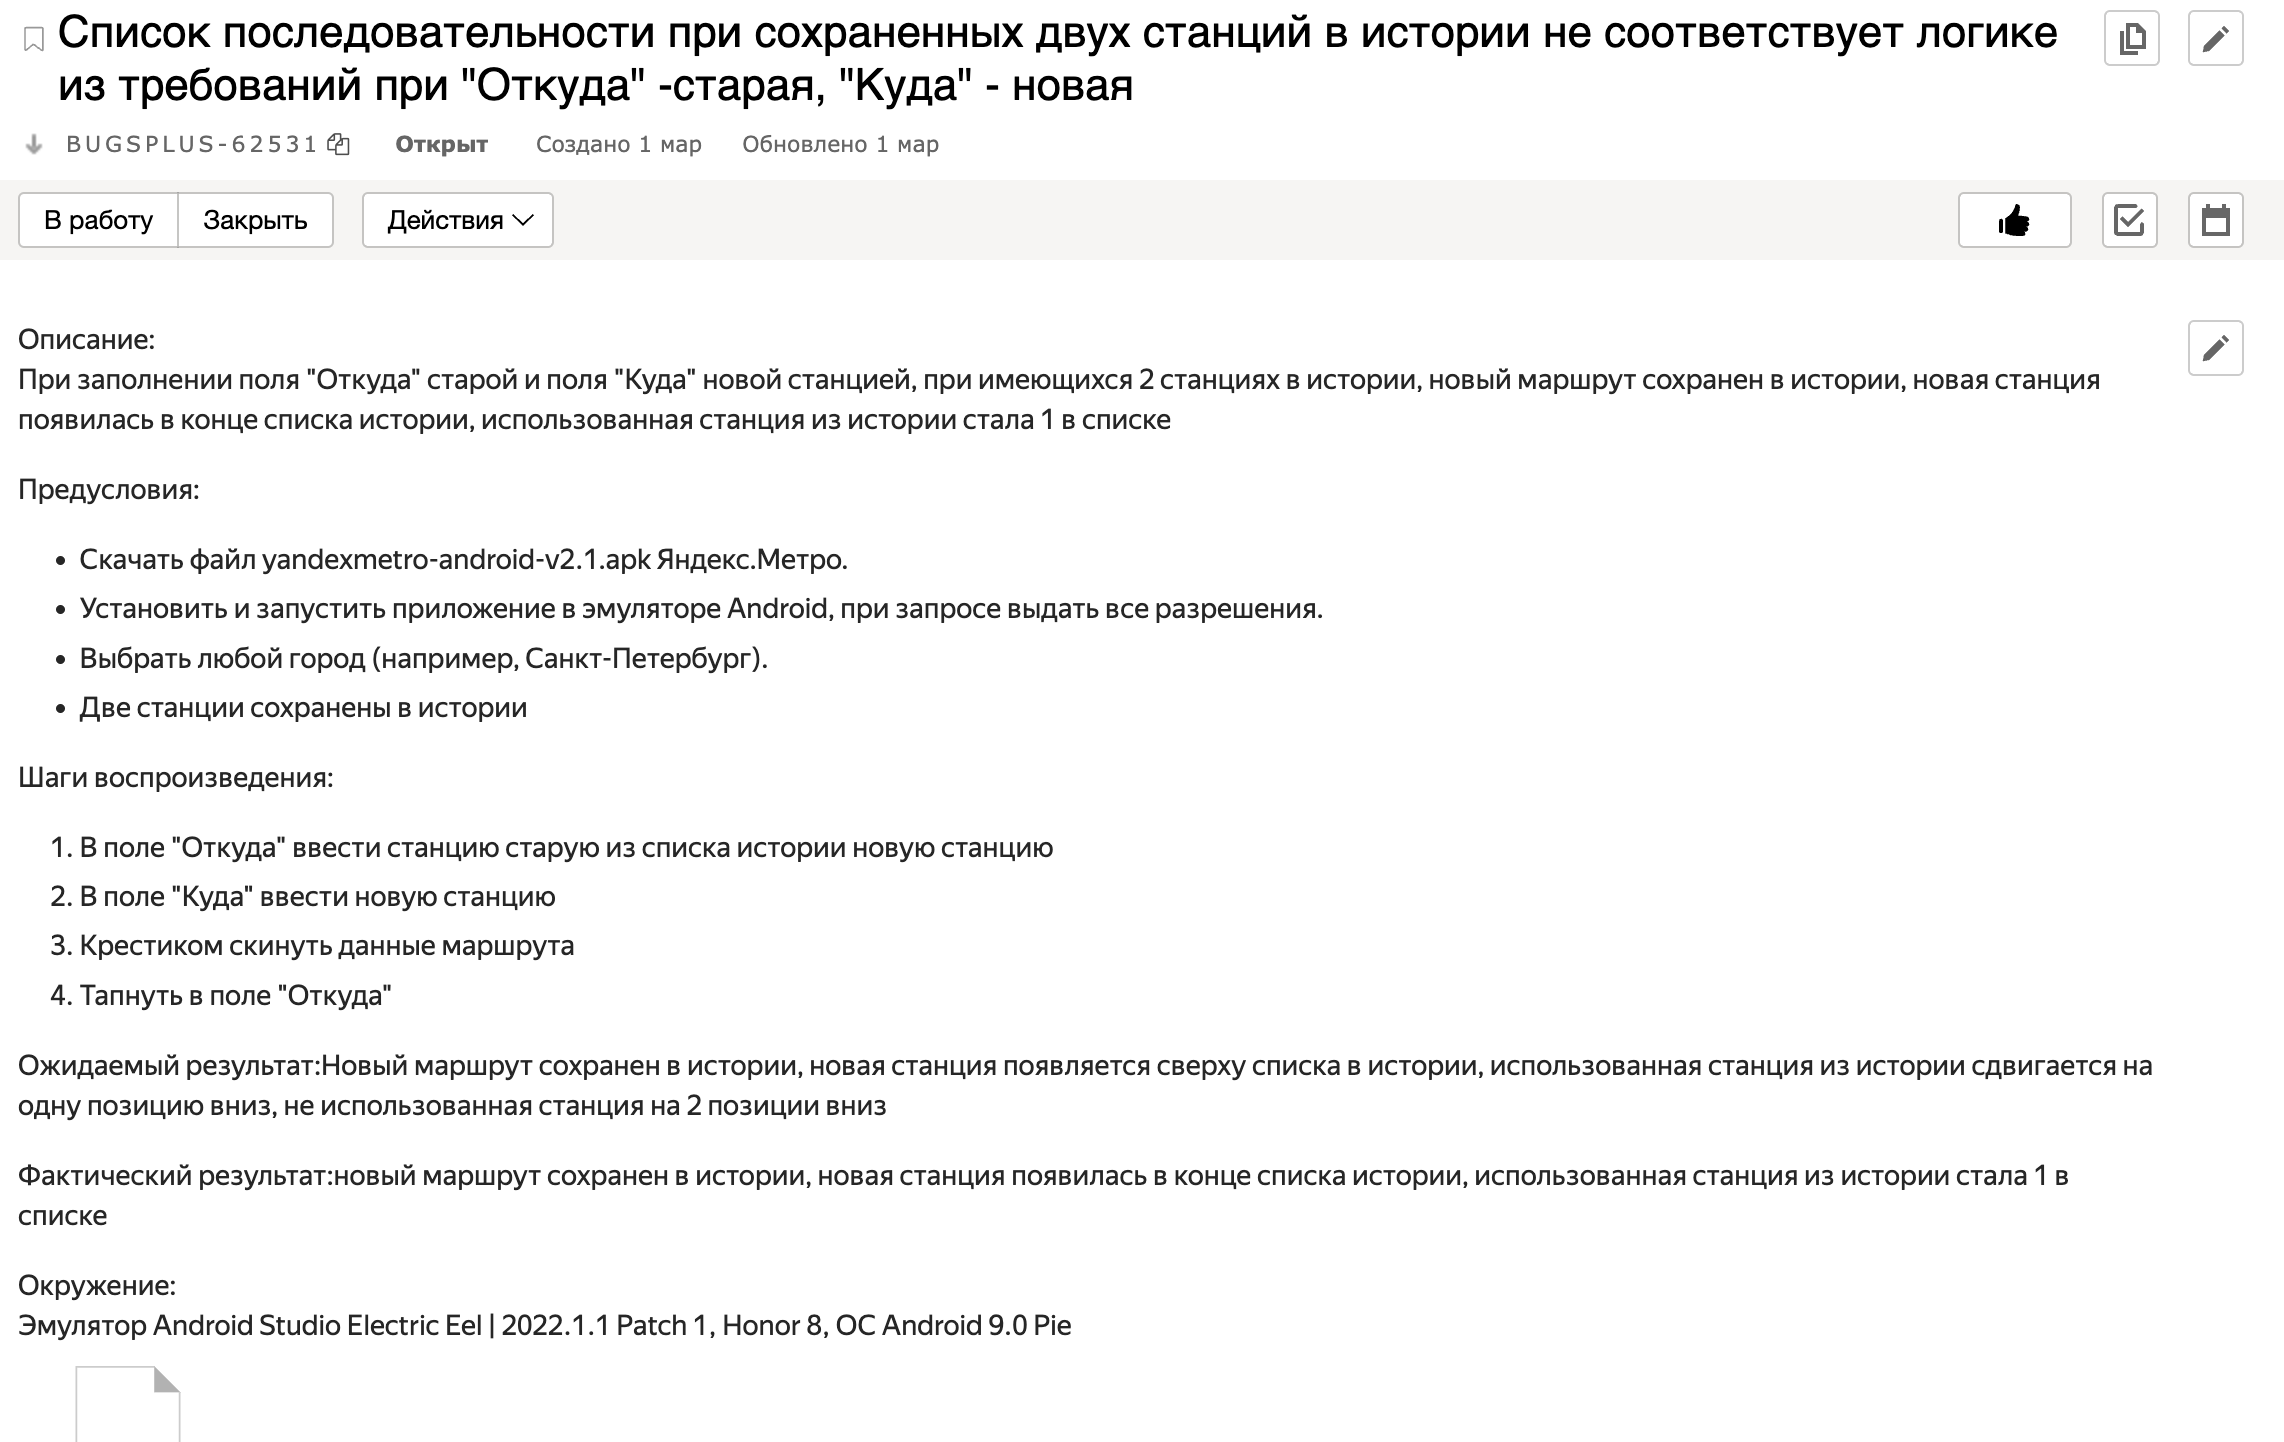 Список последовательности при сохраненных двух станций в истории не соответствует логике
из требований при "Откуда" -старая, "Куда" - новая
BUGSPLUS-62531 Открыт Создано 1 мар Обновлено 1 мар
В работу Закрыть Действия
Описание:
При заполнении поля "Откуда" старой и поля "Куда" новой станцией, при имеющихся 2 станциях в истории, новый маршрут сохранен в истории, новая станция
появилась в конце списка истории, использованная станция из истории стала 1 в списке
Предусловия:
• Скачать файл yandexmetro-android-v2.1.apk Яндекс.Метро.
• Установить и запустить приложение в эмуляторе Android, при запросе выдать все разрешения.
• Выбрать любой город (например, Санкт-Петербург).
• Две станции сохранены в истории
Шаги воспроизведения:
1. В поле "Откуда" ввести станцию старую из списка истории новую станцию
2. В поле "Куда" ввести новую станцию
3. Крестиком скинуть данные маршрута
4. Тапнуть в поле "Откуда"
Ожидаемый результат:Новый маршрут сохранен в истории, новая станция появляется сверху списка в истории, использованная станция из истории сдвигается на
одну позицию вниз, не использованная станция на 2 позиции вниз
Фактический результат:новый маршрут сохранен в истории, новая станция появилась в конце списка истории, использованная станция из истории стала 1 в
списке
Окружение:
Эмулятор Android Studio Electric Eel | 2022.1.1 Patch 1, Honor 8, ОС Android 9.0 Pie